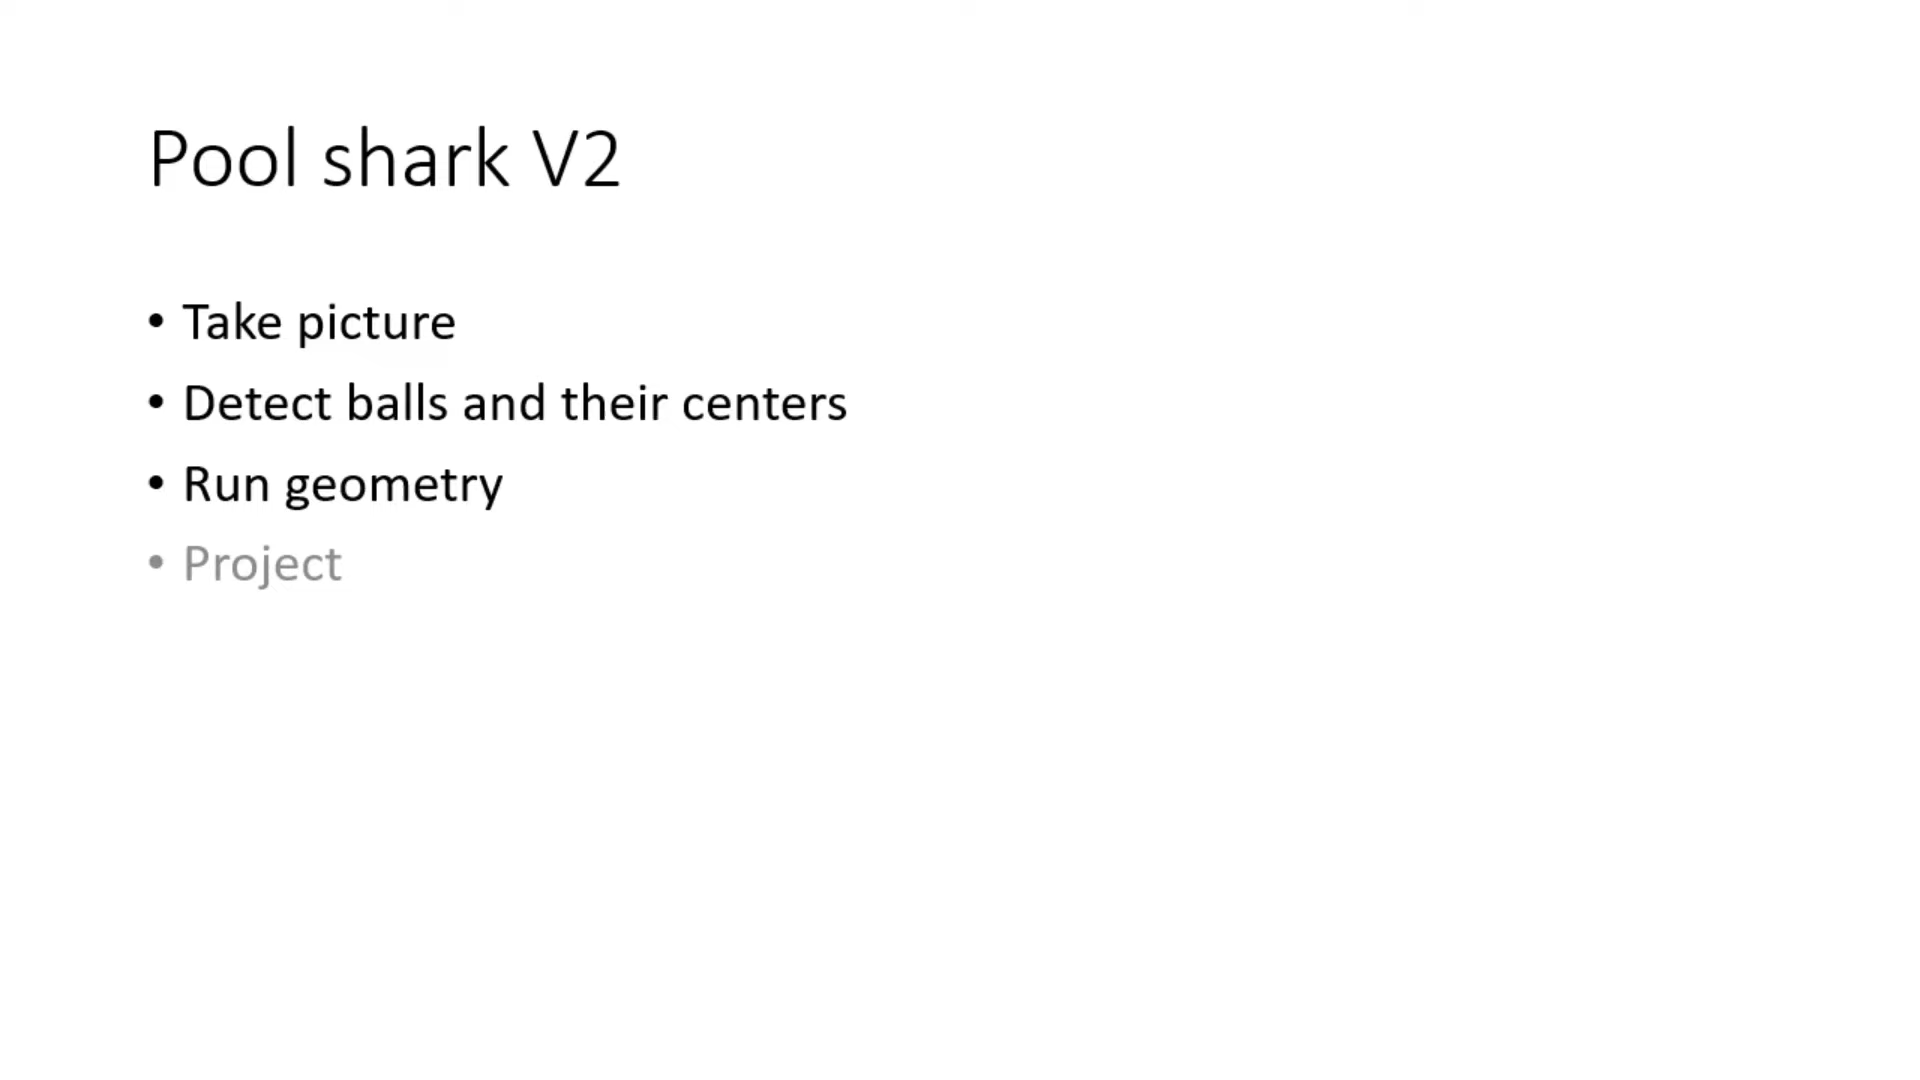 Pool shark V2
• Take picture
• Detect balls and their centers
• Run geometry
• Project